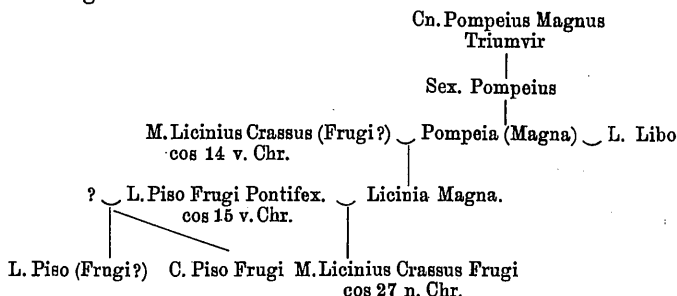 Cn. Pompeius Magnus
Triumvir
Sex. Pompeius
M. Licinius Crassus (Frugi?) ‿ Pompeia (Magna) ‿ L. Libo
cos 14 v. Chr.
? ‿ L. Piso Frugi Pontifex. ‿ Licinia Magna.
cos 15 v. Chr.
L. Piso (Frugi?) C. Piso Frugi M. Licinius Crassus Frugi
cos 27 n. Chr.